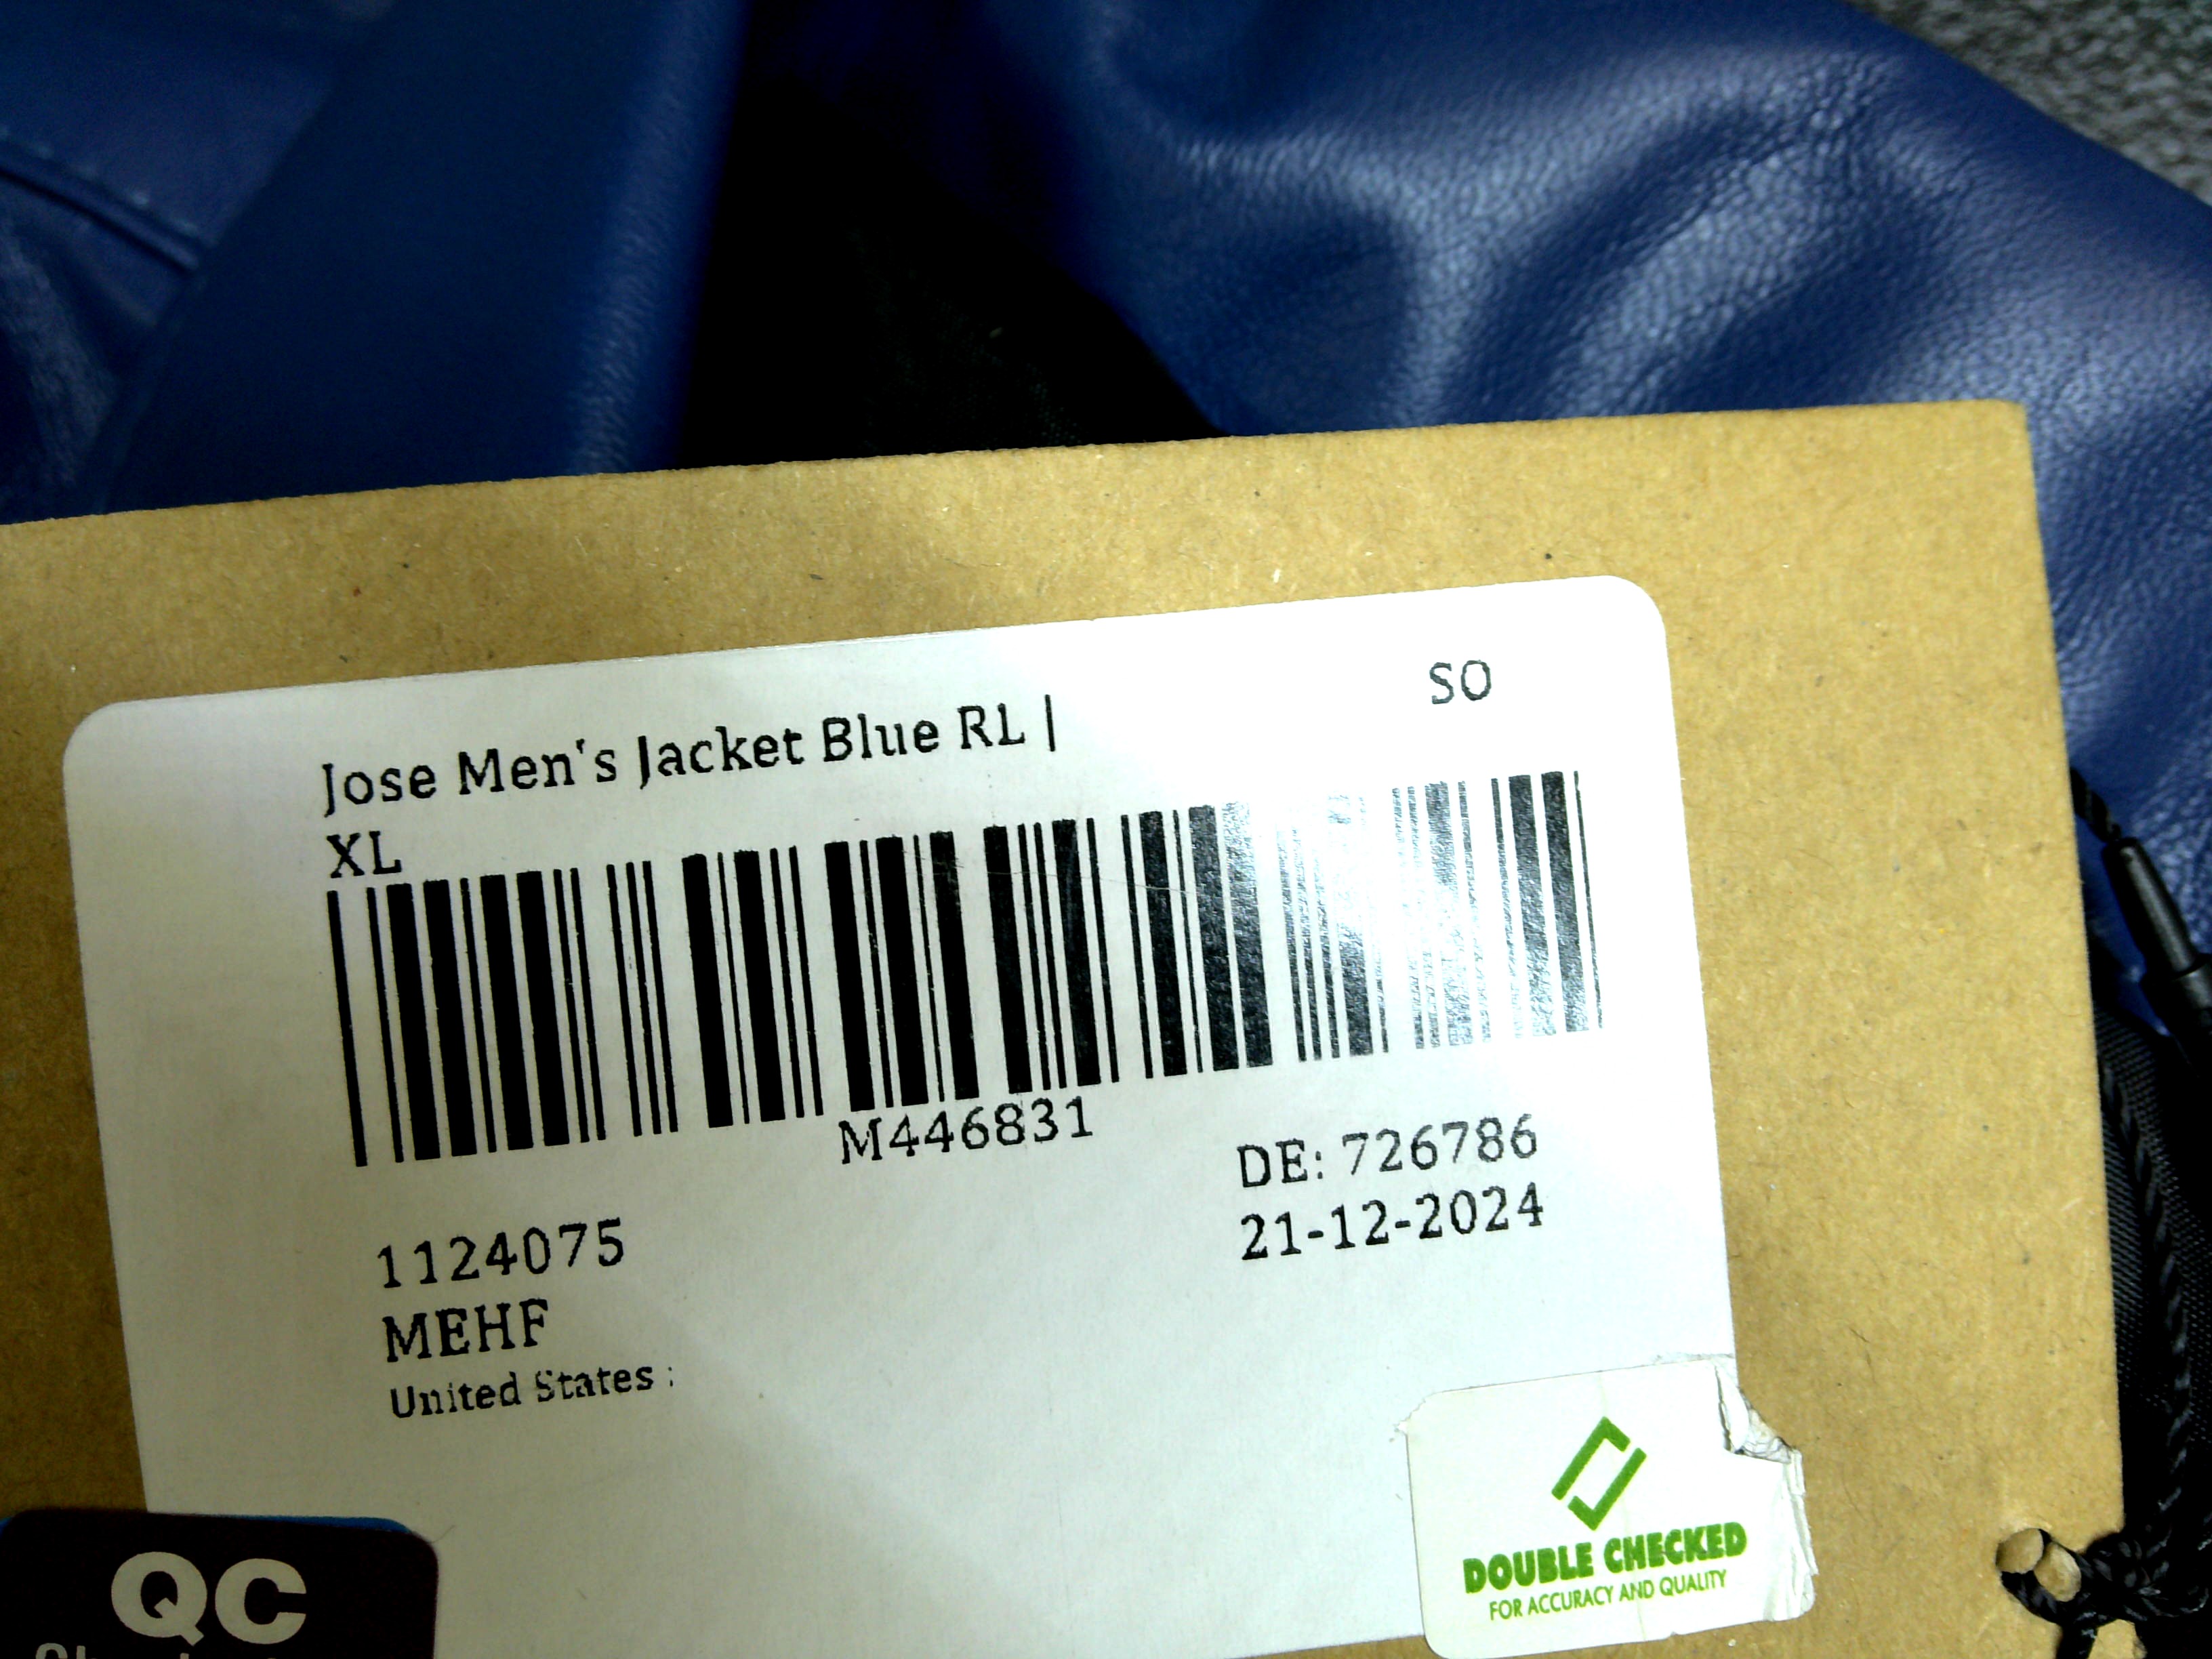 SO
Jose Men's Jacket Blue RL |
XL
M446831
DE: 726786
21-12-2024
1124075
MEHF
United States :
DOUBLE CHECKED
FOR ACCURACY AND QUALITY
QC